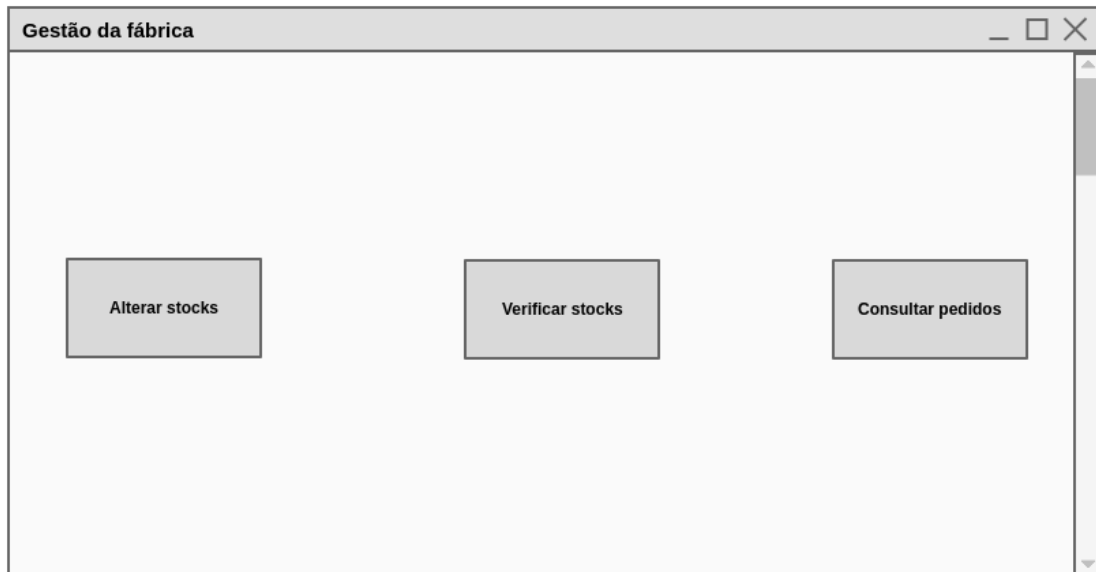 Gestão da fábrica
Alterar stocks
Verificar stocks
Consultar pedidos